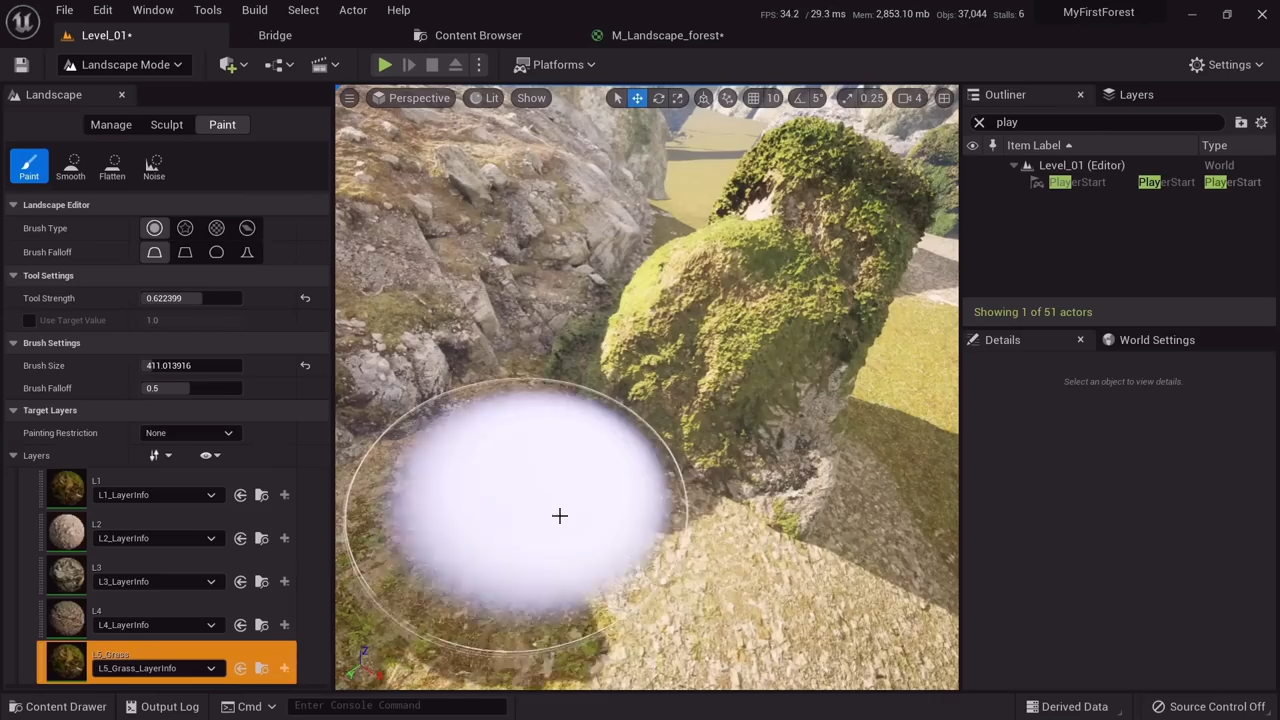 File Edit Window Tools Build Select Actor Help
FPS: 34.2 / 29.3 ms Mem: 2,853.10 mb Objs: 37,044 Stalls: 6
MyFirstForest
Level_01*
Bridge
Content Browser
M_Landscape_forest*
Landscape Mode
Platforms
Settings
Landscape
Manage Sculpt Paint
Paint Smooth Flatten Noise
Landscape Editor
Brush Type
Brush Falloff
Tool Settings
Tool Strength 0.622399
Use Target Value 1.0
Brush Settings
Brush Size 411.013916
Brush Falloff 0.5
Target Layers
Painting Restriction None
Layers
L1
L1_LayerInfo
L2
L2_LayerInfo
L3
L3_LayerInfo
L4
L4_LayerInfo
L5_Grass
L5_Grass_LayerInfo
Perspective Lit Show
10 5° 0.25 4
Outliner Layers
play
Item Label Type
Level_01 (Editor) World
PlayerStart PlayerStart PlayerStart
Showing 1 of 51 actors
Details World Settings
Select an object to view details.
Z
Content Drawer Output Log Cmd Enter Console Command
Derived Data Source Control Off